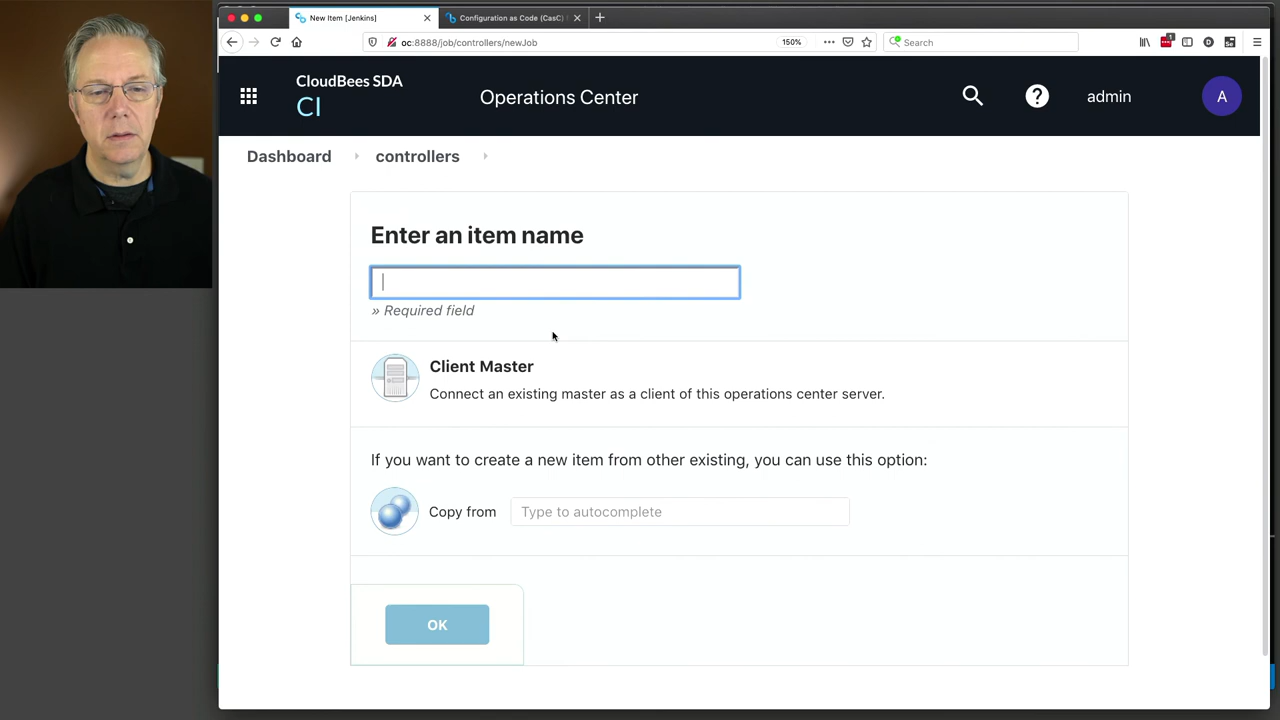 New Item [Jenkins]
Configuration as Code (CasC)
oc:8888/job/controllers/newJob
150%
Search
1
CloudBees SDA
CI
Operations Center
admin
A
Dashboard
controllers
Enter an item name
» Required field
Client Master
Connect an existing master as a client of this operations center server.
If you want to create a new item from other existing, you can use this option:
Copy from
Type to autocomplete
OK